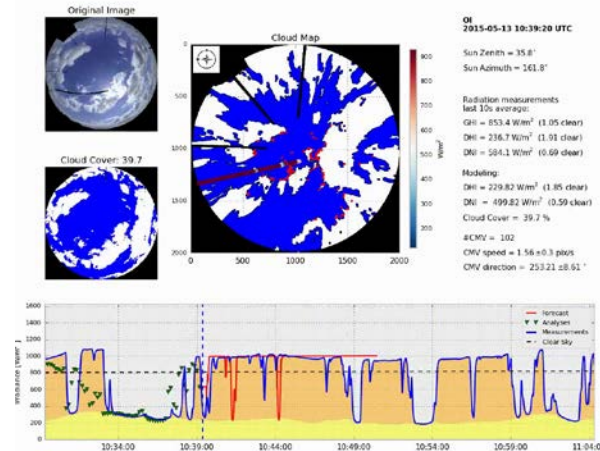 Original Image
Cloud Cover: 39.7
Cloud Map
0
500
1000
1500
2000
0 500 1000 1500 2000
900
800
700
600
500
400
300
200
W/m²
OI
2015-05-13 10:39:20 UTC
Sun Zenith = 35.8°
Sun Azimuth = 161.8°
Radiation measurements
last 10s average:
GHI = 853.4 W/m² (1.05 clear)
DHI = 236.7 W/m² (1.91 clear)
DNI = 584.1 W/m² (0.69 clear)
Modeling:
DHI = 229.82 W/m² (1.85 clear)
DNI = 499.82 W/m² (0.59 clear)
Cloud Cover = 39.7 %
#CMV = 102
CMV speed = 1.56 ±0.3 pix/s
CMV direction = 253.21 ±8.61 °
1600
1400
1200
1000
800
600
400
200
0
Forecast
Analyses
Measurements
Clear Sky
10:34:00 10:39:00 10:44:00 10:49:00 10:54:00 10:59:00 11:04:00